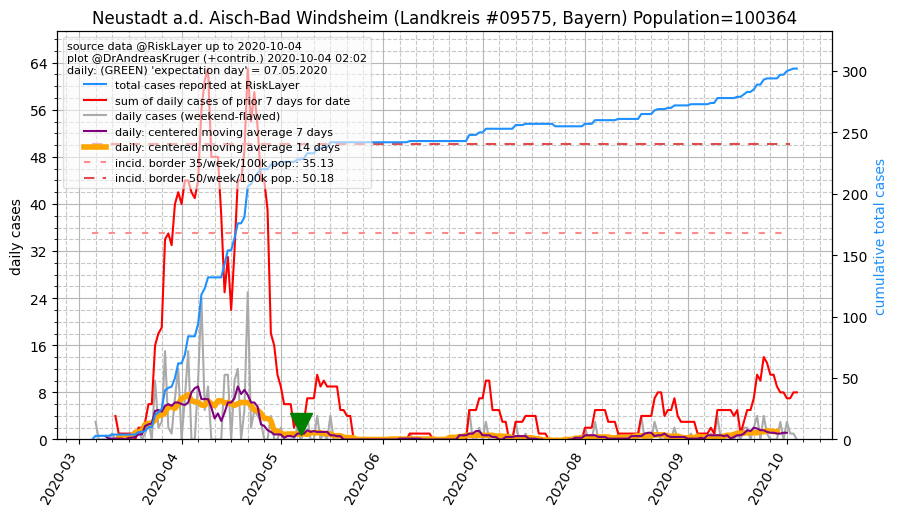 Neustadt a.d. Aisch-Bad Windsheim (Landkreis #09575, Bayern) Population=100364
source data @RiskLayer up to 2020-10-04
plot @DrAndreasKruger (+contrib.) 2020-10-04 02:02
daily: (GREEN) 'expectation day' = 07.05.2020
total cases reported at RiskLayer
sum of daily cases of prior 7 days for date
daily cases (weekend-flawed)
daily: centered moving average 7 days
daily: centered moving average 14 days
incid. border 35/week/100k pop.: 35.13
incid. border 50/week/100k pop.: 50.18
daily cases
64
56
48
40
32
24
16
8
0
cumulative total cases
300
250
200
150
100
50
0
2020-03
2020-04
2020-05
2020-06
2020-07
2020-08
2020-09
2020-10